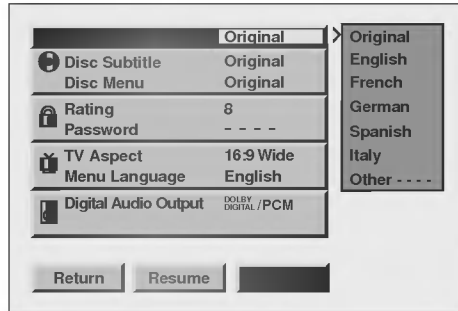 Original
Disc Subtitle Original
Disc Menu Original
Rating 8
Password - - - -
TV Aspect 16:9 Wide
Menu Language English
Digital Audio Output DOLBY DIGITAL / PCM
Return Resume
> Original
English
French
German
Spanish
Italy
Other - - - -